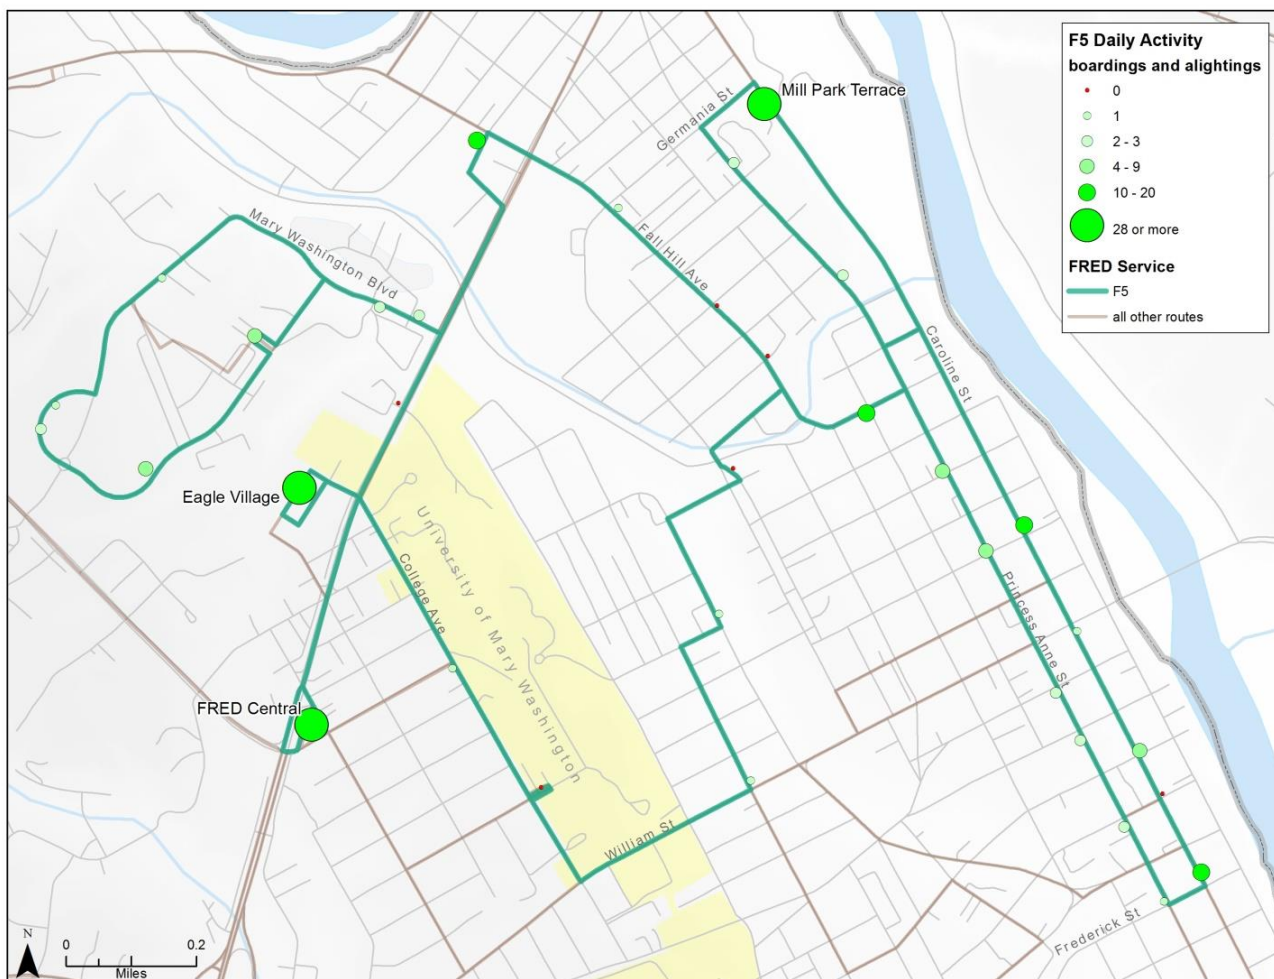 F5 Daily Activity
boardings and alightings
0
1
2 - 3
4 - 9
10 - 20
28 or more
FRED Service
F5
all other routes
Mill Park Terrace
Germania St
Mary Washington Blvd
Fall Hill Ave
Caroline St
Eagle Village
University of Mary Washington
College Ave
Princess Anne St
FRED Central
William St
Frederick St
N
0 0.2
Miles